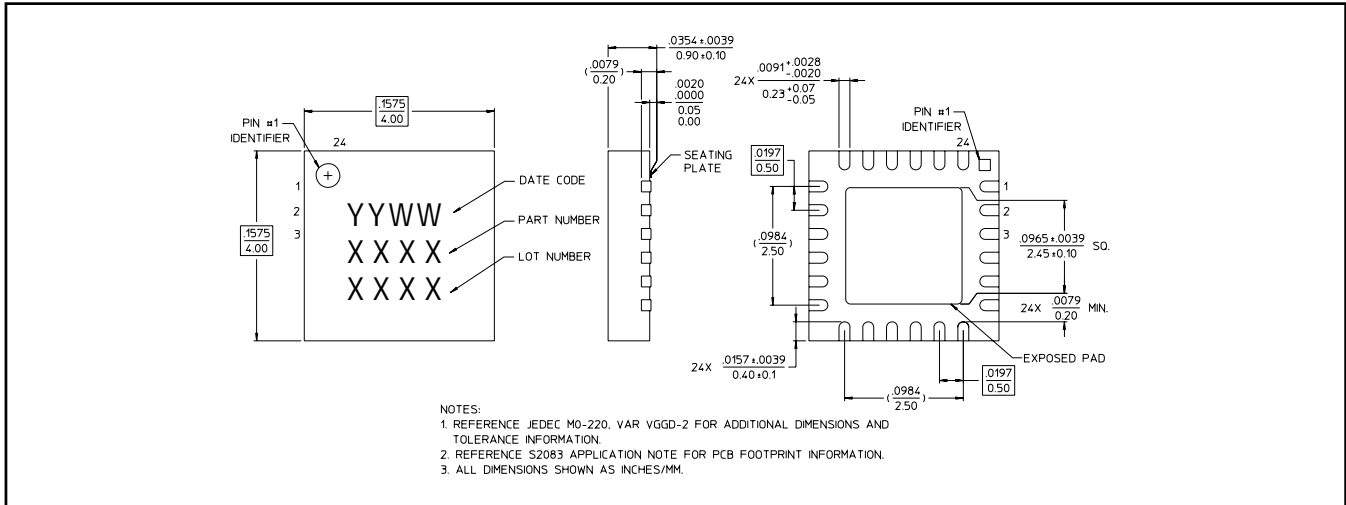 .1575
4.00
PIN #1
IDENTIFIER
24
1
2
3
.1575
4.00
YYWW
XXXX
XXXX
DATE CODE
PART NUMBER
LOT NUMBER
.0354±.0039
0.90±0.10
(.0079
0.20)
.0020
.0000
0.05
0.00
SEATING
PLATE
24X .0091 +.0028
-.0020
0.23 +0.07
-0.05
PIN #1
IDENTIFIER
24
.0197
0.50
1
2
3
(.0984
2.50)
.0965±.0039
2.45±0.10 SQ.
24X .0079
0.20 MIN.
EXPOSED PAD
24X .0157±.0039
0.40±0.1
.0197
0.50
(.0984
2.50)
NOTES:
1. REFERENCE JEDEC MO-220, VAR VGGD-2 FOR ADDITIONAL DIMENSIONS AND
TOLERANCE INFORMATION.
2. REFERENCE S2083 APPLICATION NOTE FOR PCB FOOTPRINT INFORMATION.
3. ALL DIMENSIONS SHOWN AS INCHES/MM.